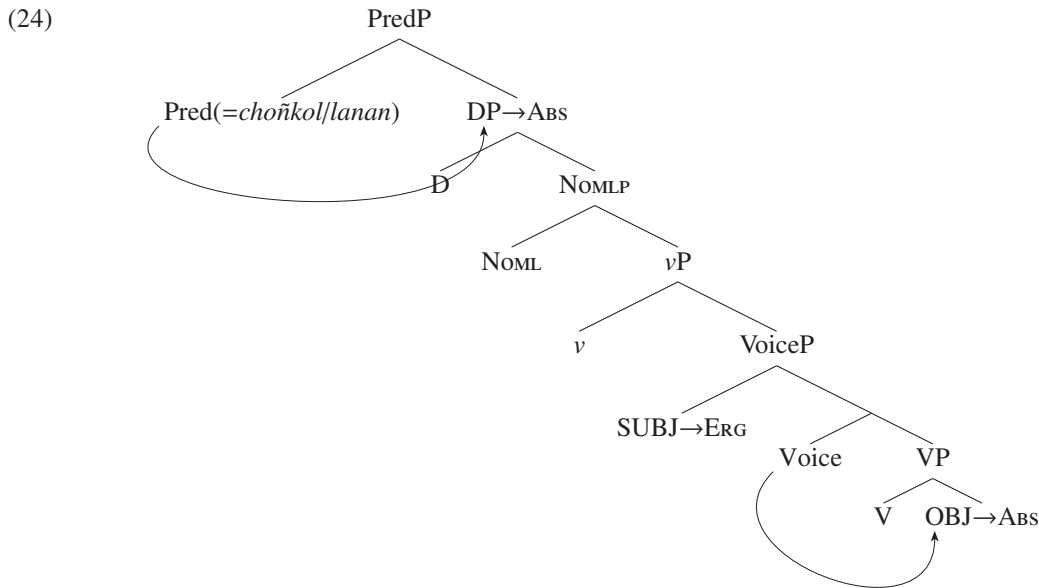 (24)
PredP
Pred(=choñkol/lanan) DP→Abs
D NomlP
Noml vP
v VoiceP
SUBJ→Erg
Voice VP
V OBJ→Abs